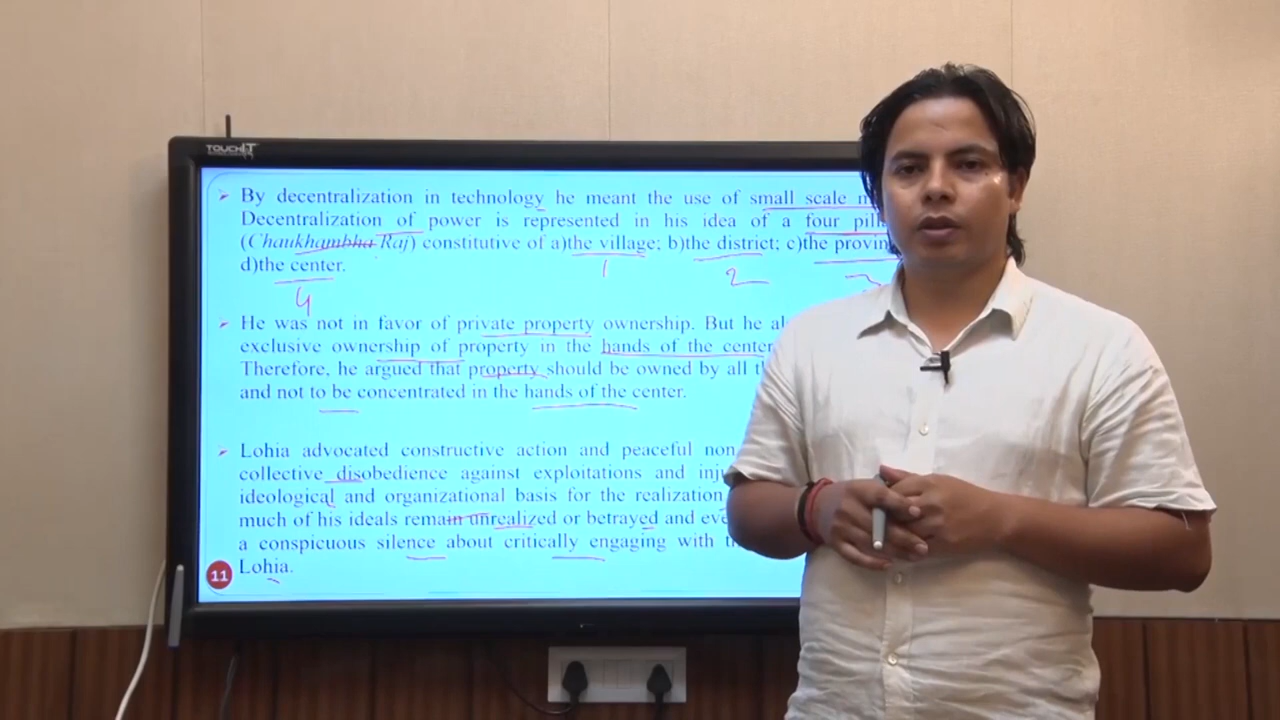 TOUCHIT
➢ By decentralization in technology he meant the use of small scale
Decentralization of power is represented in his idea of a four
(Chaukhambha Raj) constitutive of a)the village; b)the district; c)the
d)the center.
1 2 3
4
➢ He was not in favor of private property ownership. But he
exclusive ownership of property in the hands of the center
Therefore, he argued that property should be owned by all
and not to be concentrated in the hands of the center.
➢ Lohia advocated constructive action and peaceful
collective disobedience against exploitations and
ideological and organizational basis for the realization
much of his ideals remain unrealized or betrayed and
a conspicuous silence about critically engaging with
11 Lohia.